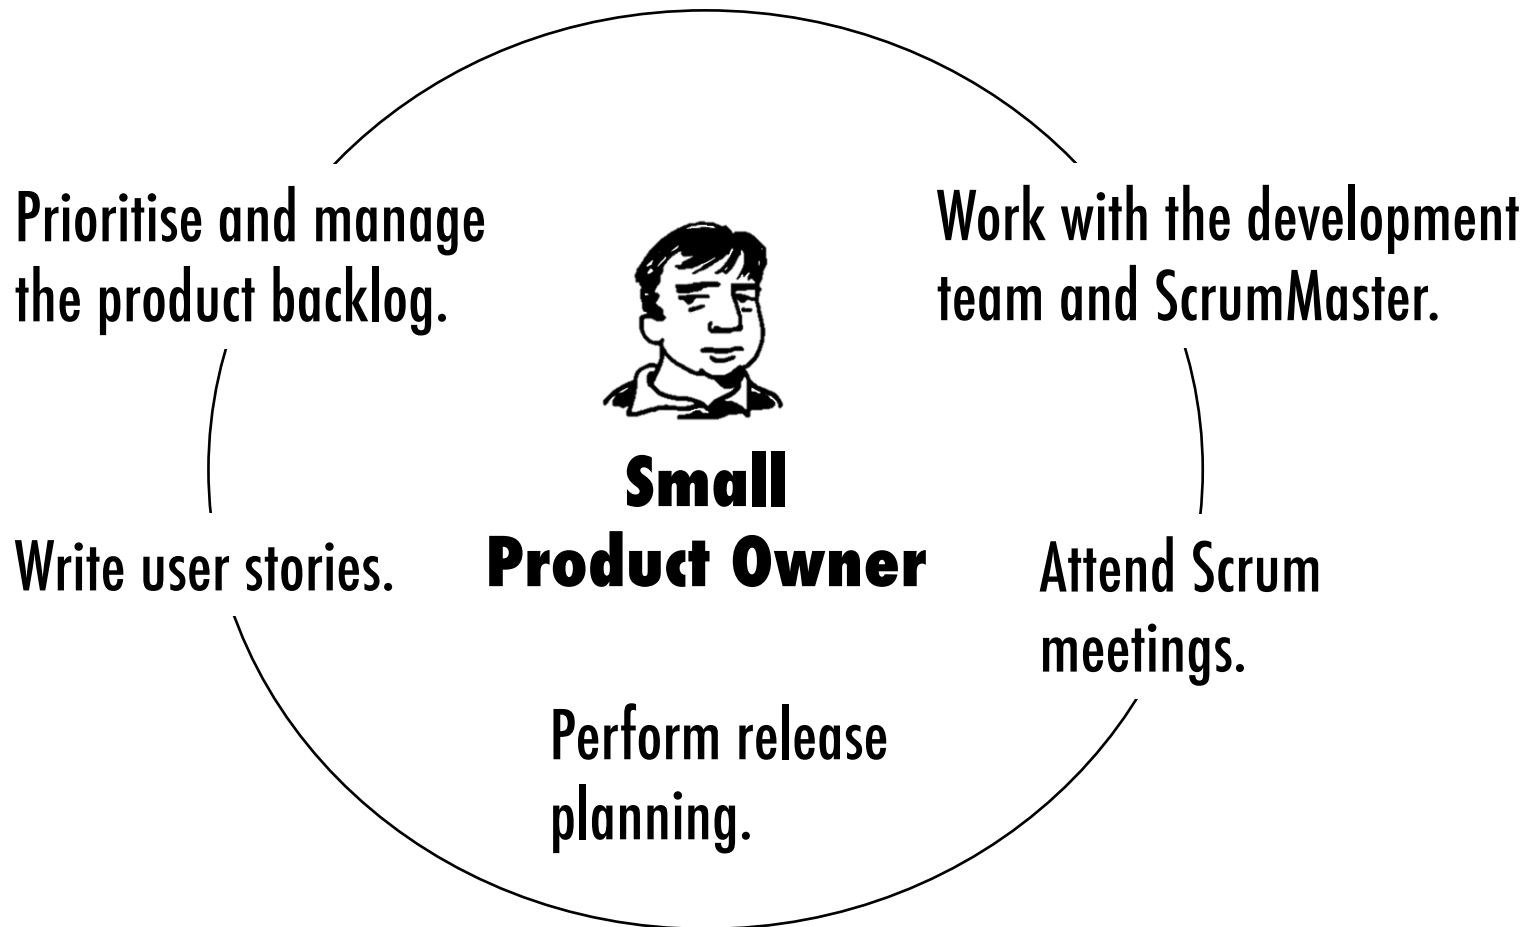 Prioritise and manage
the product backlog.
Work with the development
team and ScrumMaster.
Small
Product Owner
Write user stories.
Attend Scrum
meetings.
Perform release
planning.